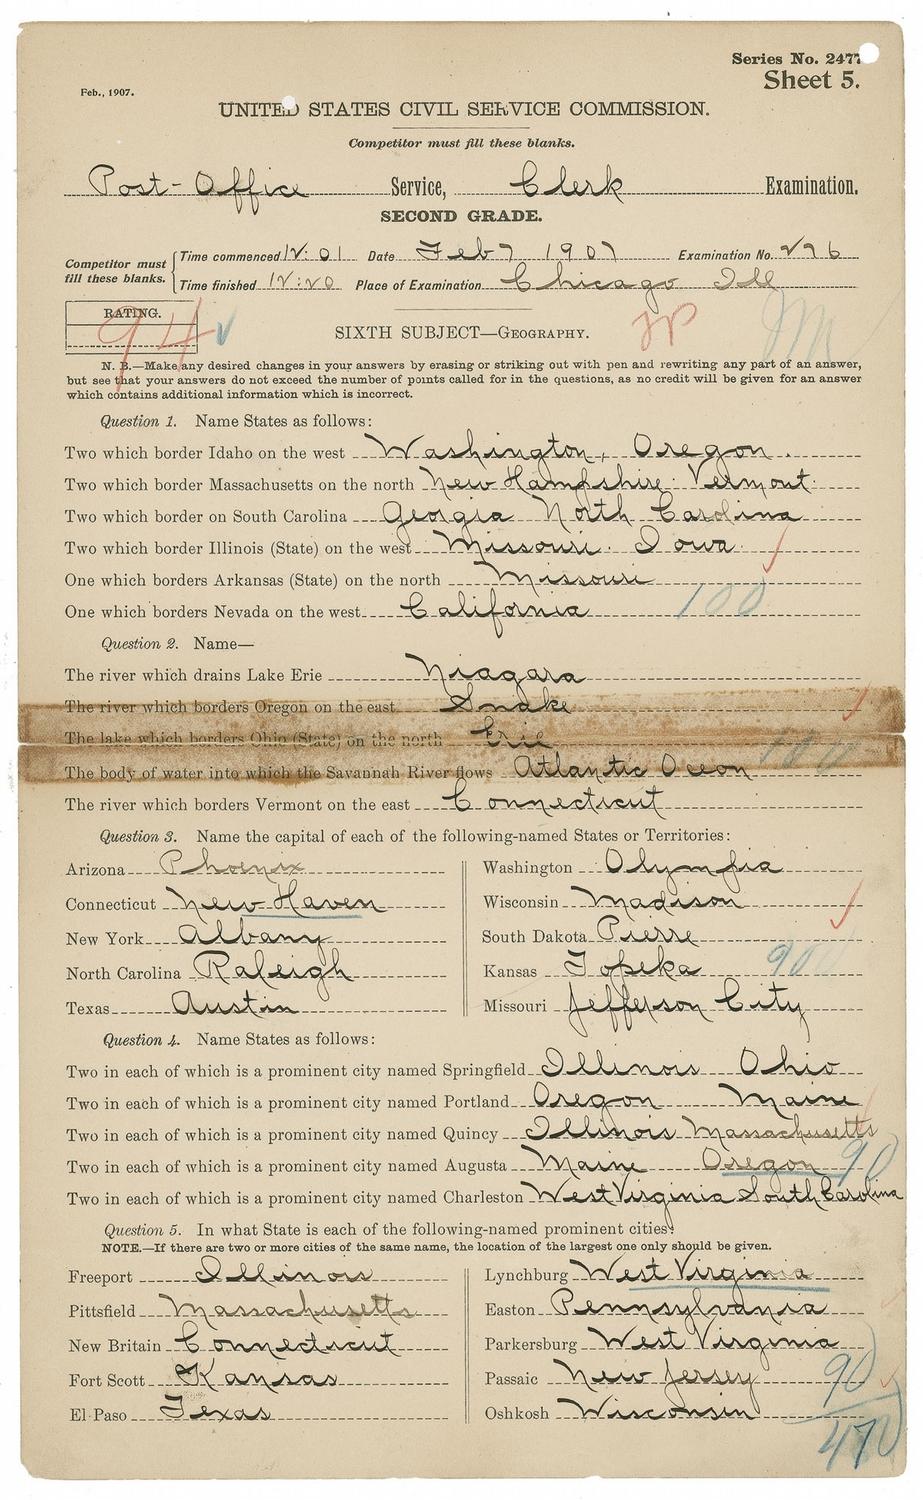 Series No. 2477
Sheet 5.
Feb., 1907.
UNITED STATES CIVIL SERVICE COMMISSION.
Competitor must fill these blanks.
Post-Office Service, Clerk Examination.
SECOND GRADE.
Competitor must fill these blanks.
Time commenced 12:01 Date Feb 7 1907 Examination No. 276
Time finished 12:20 Place of Examination Chicago Ill
RATING.
94
SIXTH SUBJECT—GEOGRAPHY.
JP
N. B.—Make any desired changes in your answers by erasing or striking out with pen and rewriting any part of an answer,
but see that your answers do not exceed the number of points called for in the questions, as no credit will be given for an answer
which contains additional information which is incorrect.
Question 1. Name States as follows:
Two which border Idaho on the west Washington, Oregon.
Two which border Massachusetts on the north New Hampshire. Vermont.
Two which border on South Carolina Georgia North Carolina
Two which border Illinois (State) on the west Missouri. Iowa.
One which borders Arkansas (State) on the north Missouri
One which borders Nevada on the west California 100
Question 2. Name—
The river which drains Lake Erie Niagara
The river which borders Oregon on the east Snake
The lake which borders Ohio (State) on the north Erie
100
The body of water into which the Savannah River flows Atlantic Oceon
The river which borders Vermont on the east Connecticut
Question 3. Name the capital of each of the following-named States or Territories:
Arizona Phoenix
Washington Olympia
Connecticut New Haven
Wisconsin Madison
New York Albany
South Dakota Pierre
North Carolina Raleigh
Kansas Topeka 90
Texas Austin
Missouri Jefferson City
Question 4. Name States as follows:
Two in each of which is a prominent city named Springfield Illinois Ohio
Two in each of which is a prominent city named Portland Oregon Maine
Two in each of which is a prominent city named Quincy Illinois Massachusetts
Two in each of which is a prominent city named Augusta Maine Oregon 90
Two in each of which is a prominent city named Charleston West Virginia South Carolina
Question 5. In what State is each of the following-named prominent cities?
NOTE.—If there are two or more cities of the same name, the location of the largest one only should be given.
Freeport Illinois
Lynchburg West Virginia
Pittsfield Massachusetts
Easton Pennsylvania
New Britain Connecticut
Parkersburg West Virginia
Fort Scott Kansas
Passaic New Jersey 90
El Paso Texas
Oshkosh Wisconsin
470